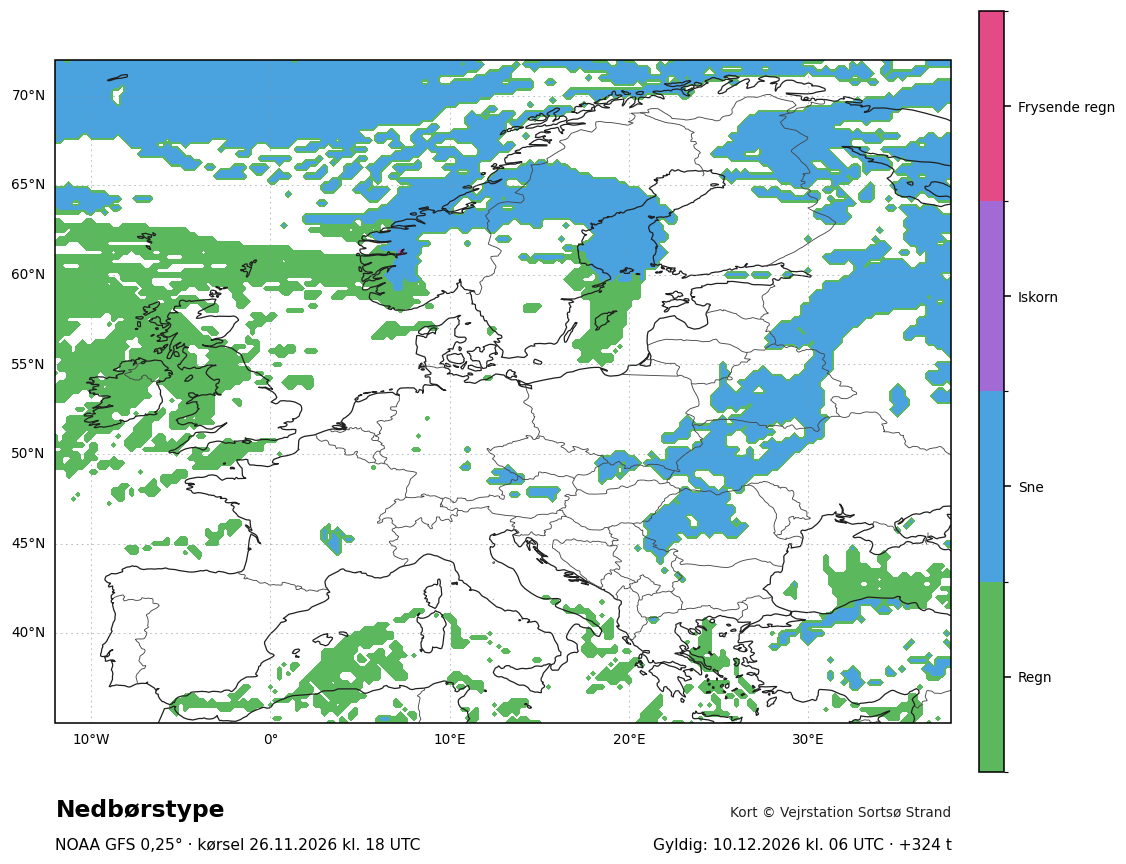 70°N
65°N
60°N
55°N
50°N
45°N
40°N
10°W
0°
10°E
20°E
30°E
Frysende regn
Iskorn
Sne
Regn
Nedbørstype
Kort © Vejrstation Sortsø Strand
NOAA GFS 0,25° · kørsel 26.11.2026 kl. 18 UTC
Gyldig: 10.12.2026 kl. 06 UTC · +324 t